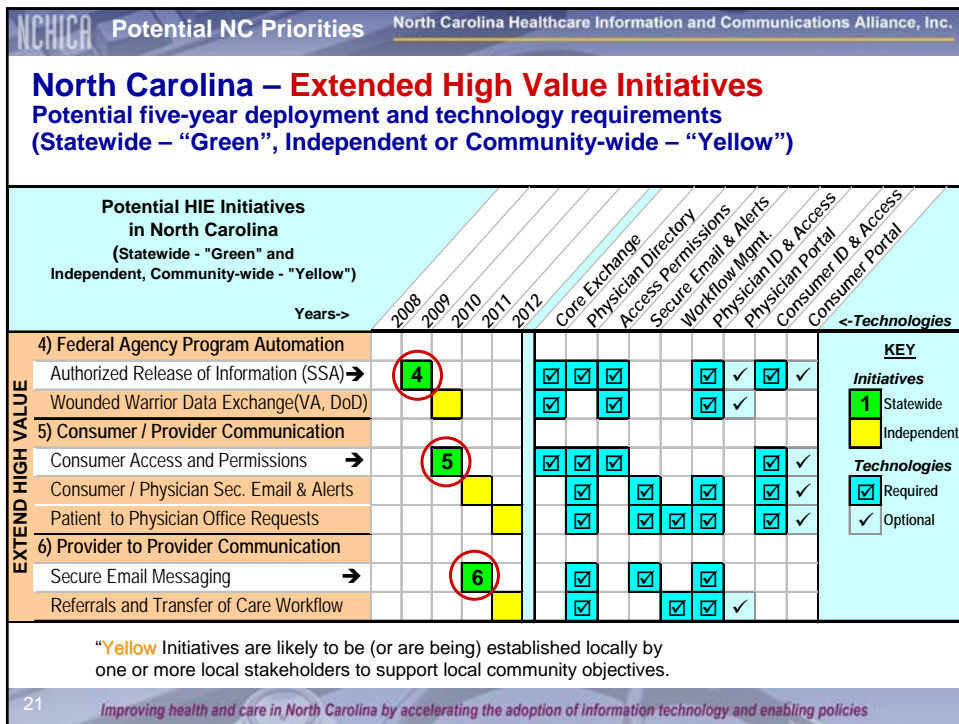 NCHICA Potential NC Priorities North Carolina Healthcare Information and Communications Alliance, Inc.
North Carolina – Extended High Value Initiatives
Potential five-year deployment and technology requirements
(Statewide – “Green”, Independent or Community-wide – “Yellow”)
Potential HIE Initiatives
in North Carolina
(Statewide - "Green" and
Independent, Community-wide - "Yellow")
Years->
2008
2009
2010
2011
2012
Core Exchange
Physician Directory
Access Permissions
Secure Email & Alerts
Workflow Mgmt.
Physician ID & Access
Physician Portal
Consumer ID & Access
Consumer Portal
<-Technologies
EXTEND HIGH VALUE
4) Federal Agency Program Automation
Authorized Release of Information (SSA)➔ 4 ☑ ☑ ☑ ☑ ✓ ☑ ✓
Wounded Warrior Data Exchange(VA, DoD) ☑ ☑ ☑ ✓
5) Consumer / Provider Communication
Consumer Access and Permissions ➔ 5 ☑ ☑ ☑ ☑ ✓
Consumer / Physician Sec. Email & Alerts ☑ ☑ ☑ ☑ ✓
Patient to Physician Office Requests ☑ ☑ ☑ ☑ ☑ ✓
6) Provider to Provider Communication
Secure Email Messaging ➔ 6 ☑ ☑ ☑
Referrals and Transfer of Care Workflow ☑ ☑ ☑ ✓
KEY
Initiatives
1 Statewide
Independent
Technologies
☑ Required
✓ Optional
“Yellow Initiatives are likely to be (or are being) established locally by
one or more local stakeholders to support local community objectives.
21 Improving health and care in North Carolina by accelerating the adoption of information technology and enabling policies